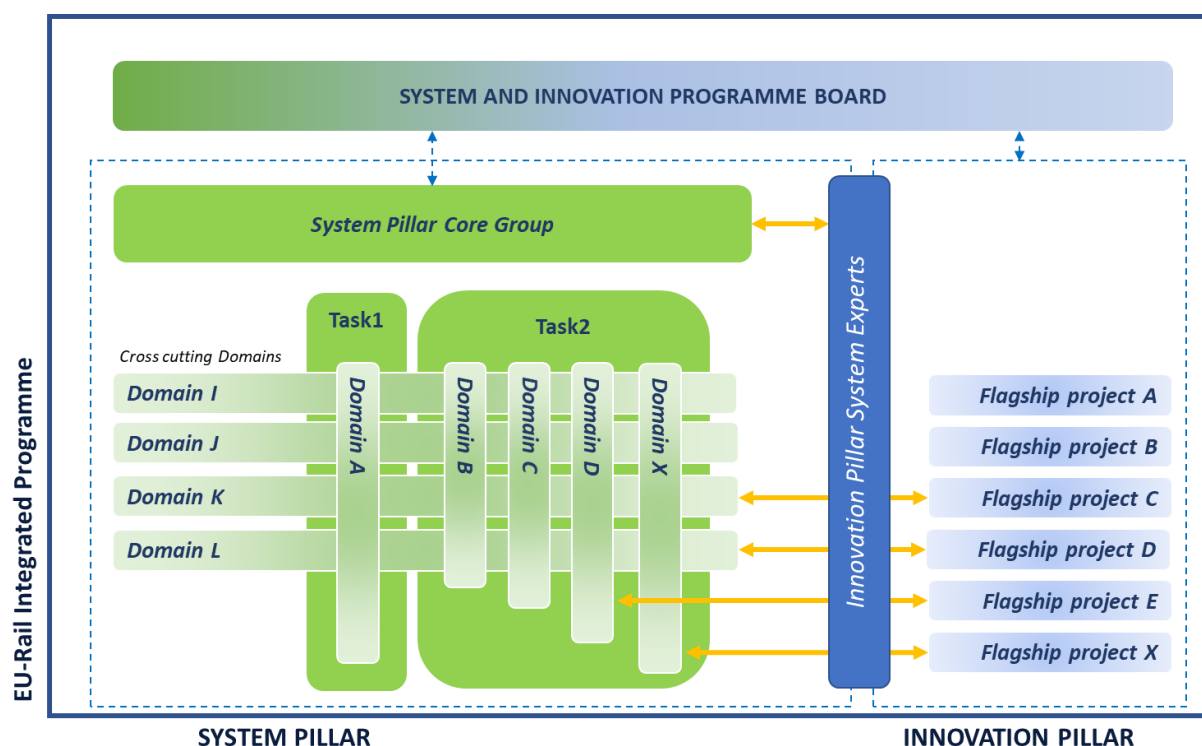 SYSTEM AND INNOVATION PROGRAMME BOARD
System Pillar Core Group
Innovation Pillar System Experts
Task1
Task2
Cross cutting Domains
Domain I
Domain J
Domain K
Domain L
Domain A
Domain B
Domain C
Domain D
Domain X
Flagship project A
Flagship project B
Flagship project C
Flagship project D
Flagship project E
Flagship project X
EU-Rail Integrated Programme
SYSTEM PILLAR
INNOVATION PILLAR